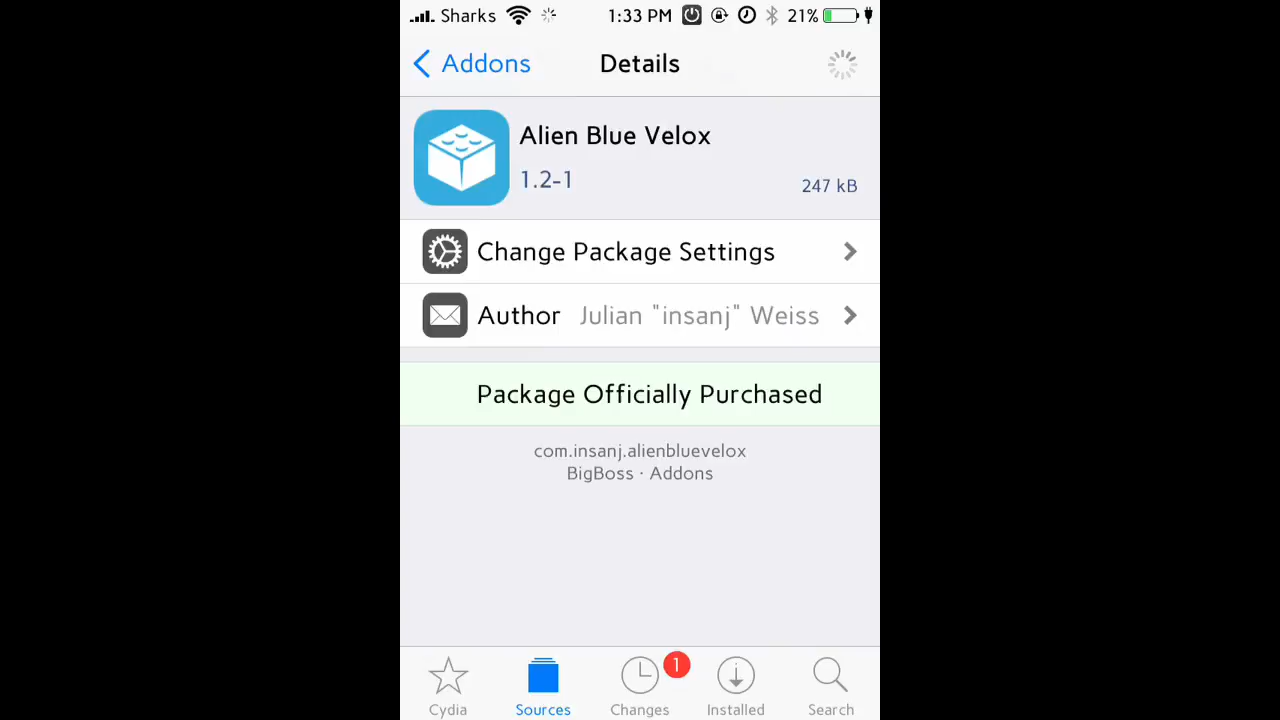 Sharks 1:33 PM 21%
Addons Details
Alien Blue Velox
1.2-1 247 kB
Change Package Settings
Author Julian "insanj" Weiss
Package Officially Purchased
com.insanj.alienbluevelox
BigBoss · Addons
1
Cydia Sources Changes Installed Search